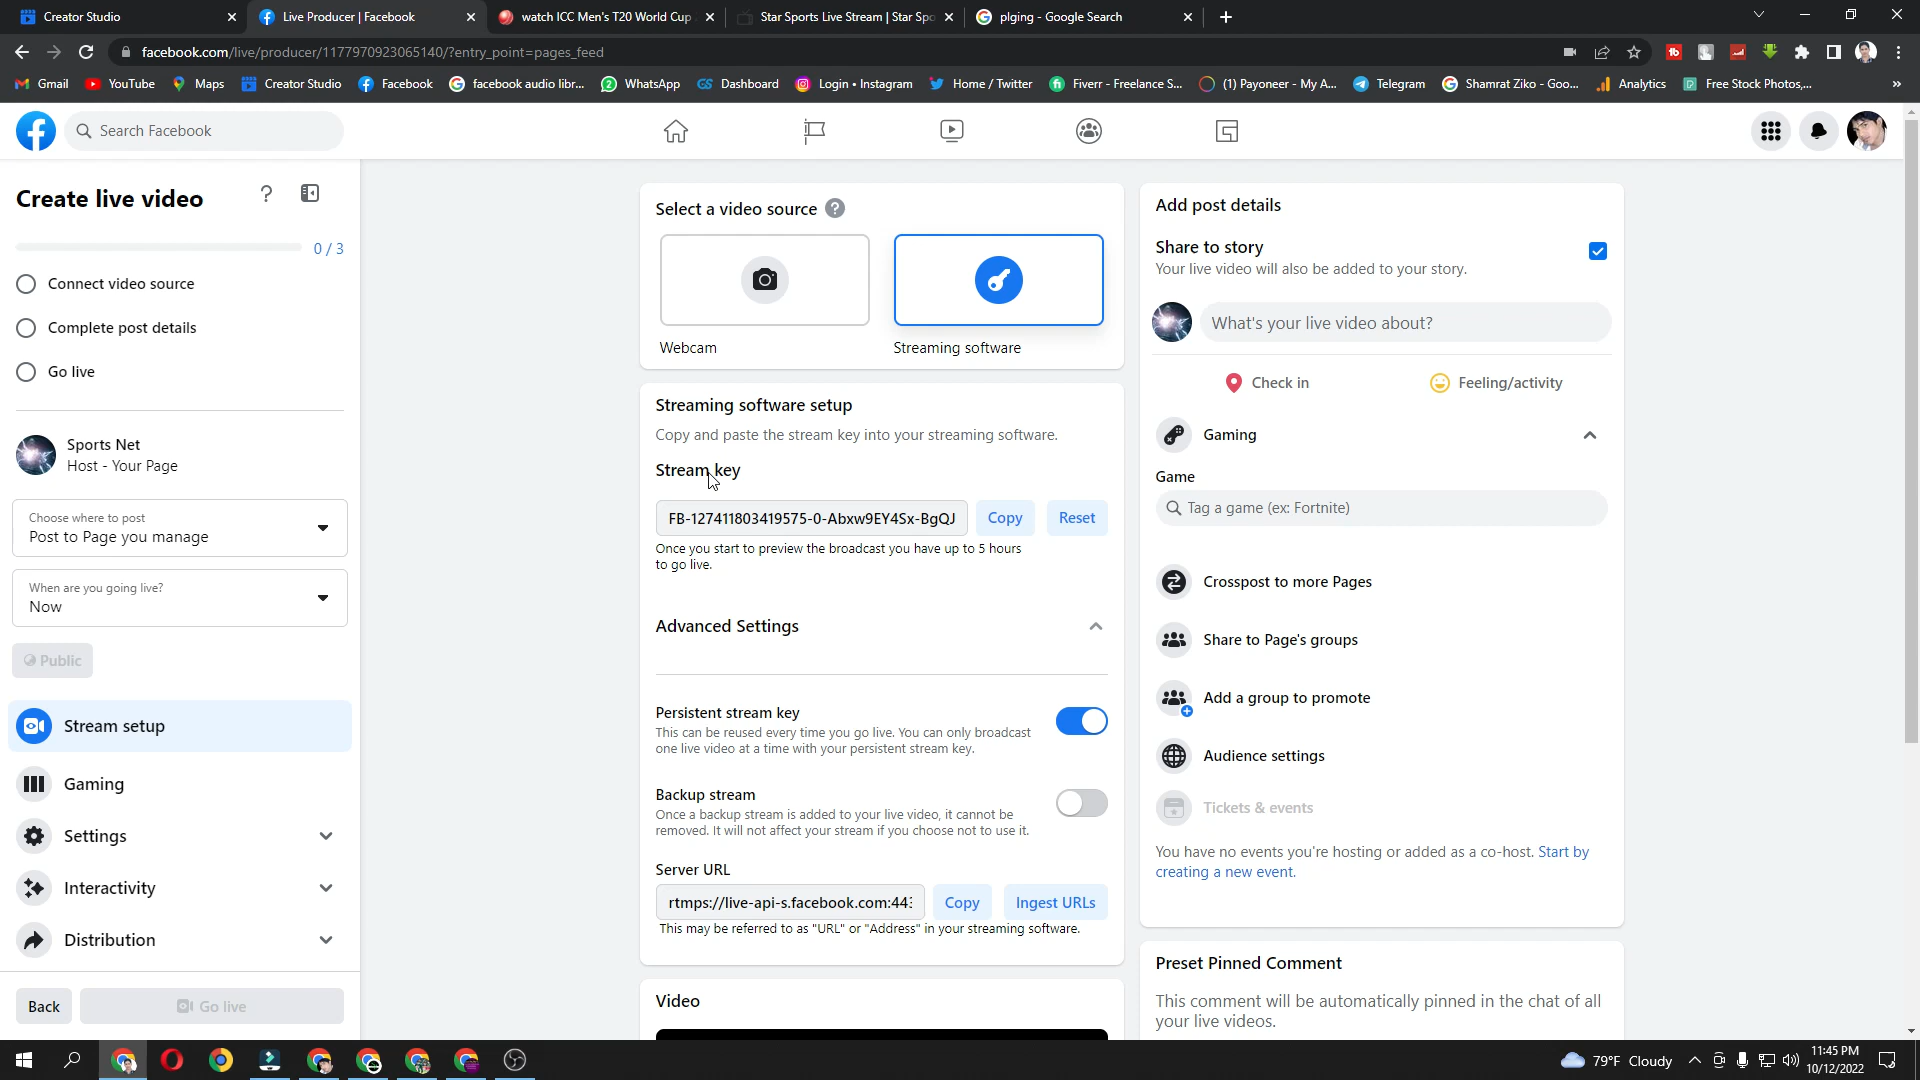 Creator Studio
Live Producer | Facebook
watch ICC Men's T20 World Cup
Star Sports Live Stream | Star Spo
plging - Google Search
facebook.com/live/producer/1177970923065140/?entry_point=pages_feed
Gmail
YouTube
Maps
Creator Studio
Facebook
facebook audio libr...
WhatsApp
Dashboard
Login • Instagram
Home / Twitter
Fiverr - Freelance S...
(1) Payoneer - My A...
Telegram
Shamrat Ziko - Goo...
Analytics
Free Stock Photos,...
Search Facebook
Create live video
0 / 3
Connect video source
Complete post details
Go live
Sports Net
Host - Your Page
Choose where to post
Post to Page you manage
When are you going live?
Now
Public
Stream setup
Gaming
Settings
Interactivity
Distribution
Back
Go live
Select a video source
Webcam
Streaming software
Streaming software setup
Copy and paste the stream key into your streaming software.
Stream key
FB-127411803419575-0-Abxw9EY4Sx-BgQJ
Copy
Reset
Once you start to preview the broadcast you have up to 5 hours
to go live.
Advanced Settings
Persistent stream key
This can be reused every time you go live. You can only broadcast
one live video at a time with your persistent stream key.
Backup stream
Once a backup stream is added to your live video, it cannot be
removed. It will not affect your stream if you choose not to use it.
Server URL
rtmps://live-api-s.facebook.com:443
Copy
Ingest URLs
This may be referred to as "URL" or "Address" in your streaming software.
Video
Add post details
Share to story
Your live video will also be added to your story.
What's your live video about?
Check in
Feeling/activity
Gaming
Game
Tag a game (ex: Fortnite)
Crosspost to more Pages
Share to Page's groups
Add a group to promote
Audience settings
Tickets & events
You have no events you're hosting or added as a co-host. Start by
creating a new event.
Preset Pinned Comment
This comment will be automatically pinned in the chat of all
your live videos.
79°F Cloudy
11:45 PM
10/12/2022